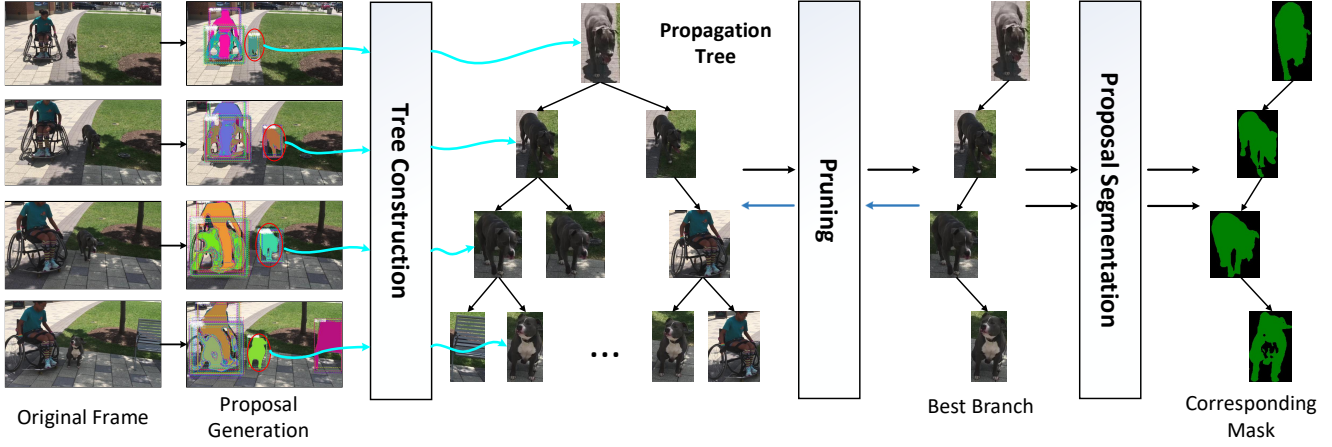 Propagation
Tree
Tree Construction
Pruning
Proposal Segmentation
...
Original Frame
Proposal
Generation
Best Branch
Corresponding
Mask